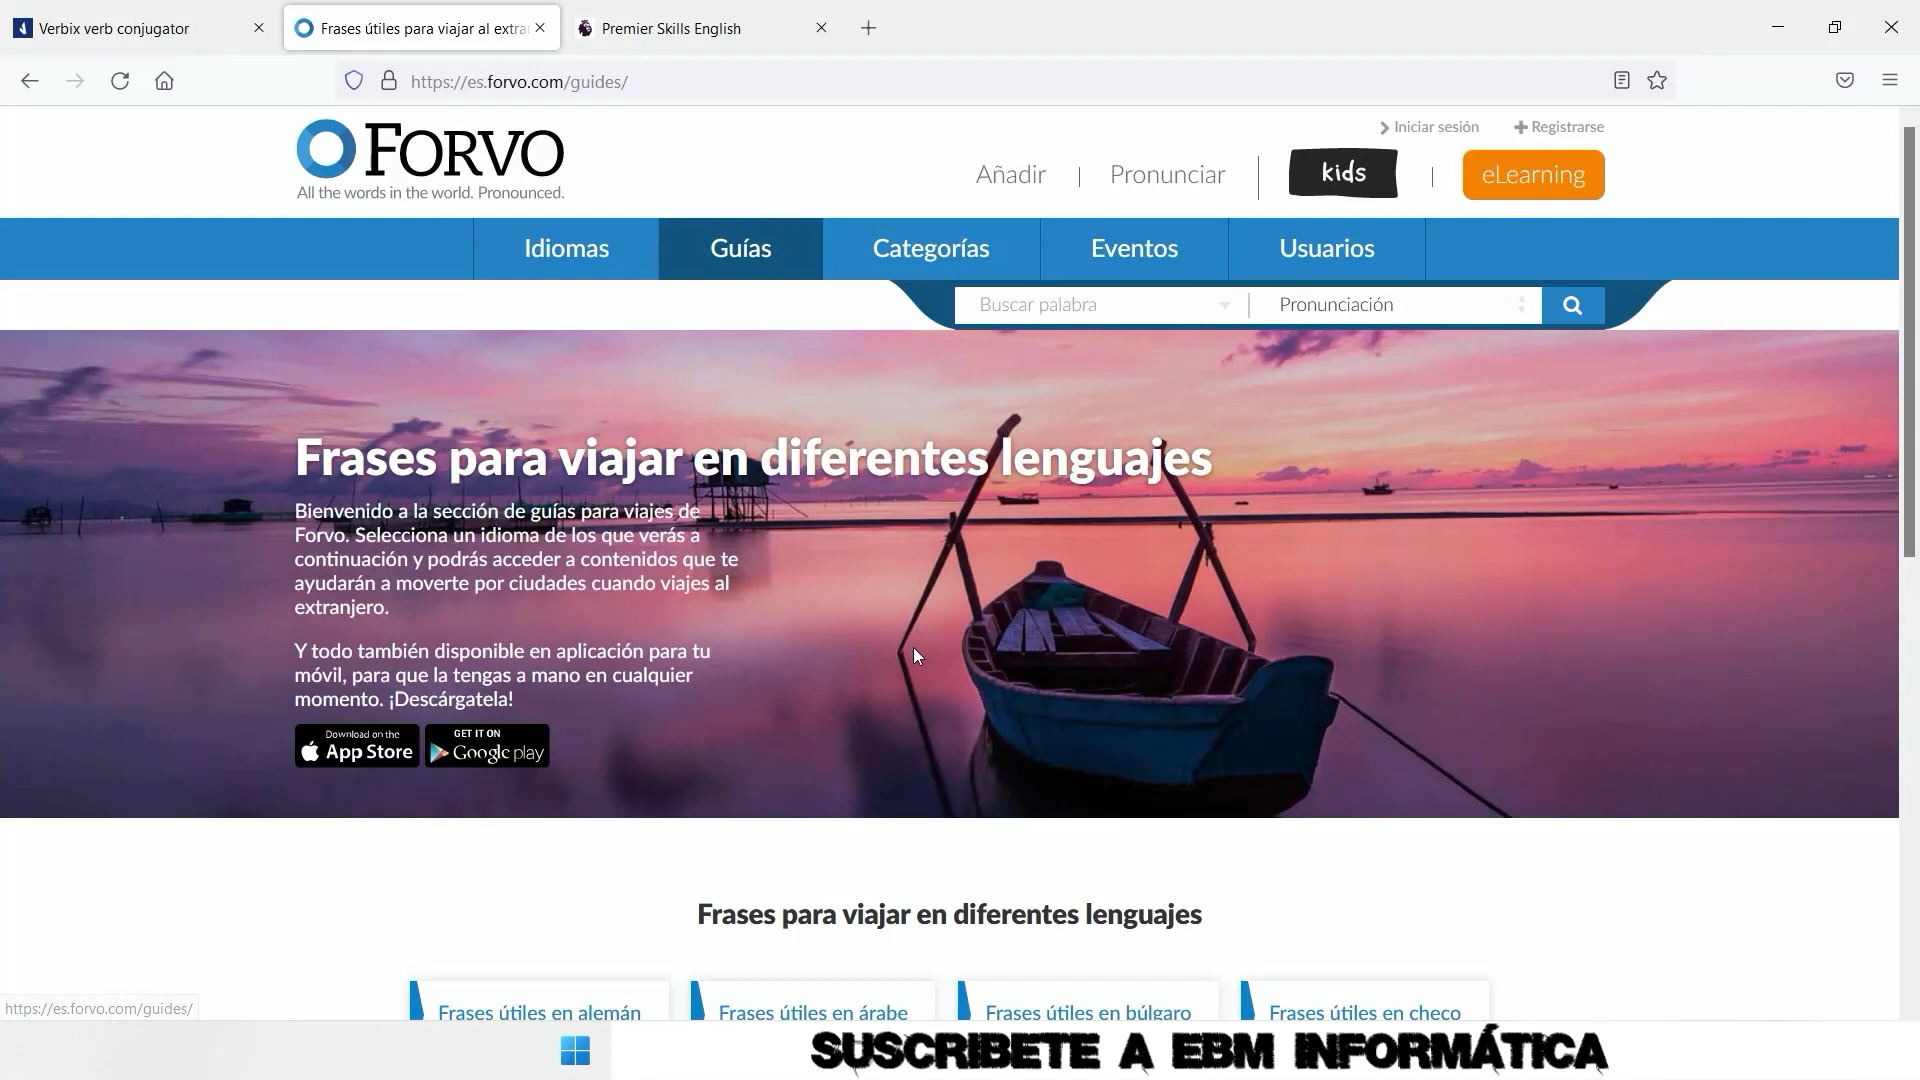 Verbix verb conjugator
Frases útiles para viajar al extra
Premier Skills English
https://es.forvo.com/guides/
FORVO
All the words in the world. Pronounced.
Iniciar sesión
Registrarse
Añadir
Pronunciar
kids
eLearning
Idiomas
Guías
Categorías
Eventos
Usuarios
Buscar palabra
Pronunciación
Frases para viajar en diferentes lenguajes
Bienvenido a la sección de guías para viajes de
Forvo. Selecciona un idioma de los que verás a
continuación y podrás acceder a contenidos que te
ayudarán a moverte por ciudades cuando viajes al
extranjero.
Y todo también disponible en aplicación para tu
móvil, para que la tengas a mano en cualquier
momento. ¡Descárgatela!
Download on the
App Store
GET IT ON
Google play
Frases para viajar en diferentes lenguajes
Frases útiles en alemán
Frases útiles en árabe
Frases útiles en búlgaro
Frases útiles en checo
https://es.forvo.com/guides/
SUSCRIBETE A EBM INFORMÁTICA